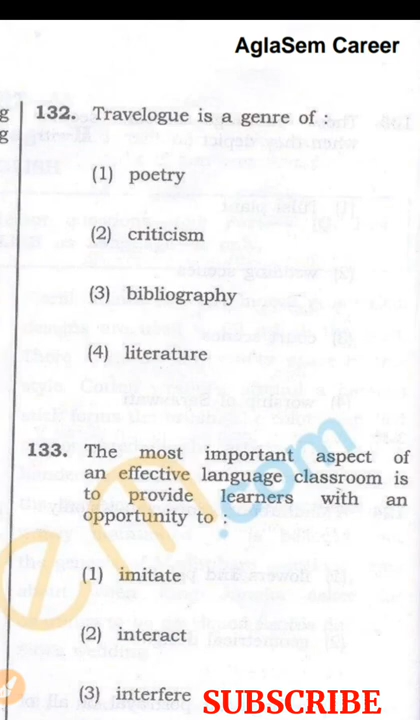 AglaSem Career
g
g
132. Travelogue is a genre of :
(1) poetry
(2) criticism
(3) bibliography
(4) literature
133. The most important aspect of
an effective language classroom is
to provide learners with an
opportunity to :
(1) imitate
(2) interact
(3) interfere
SUBSCRIBE